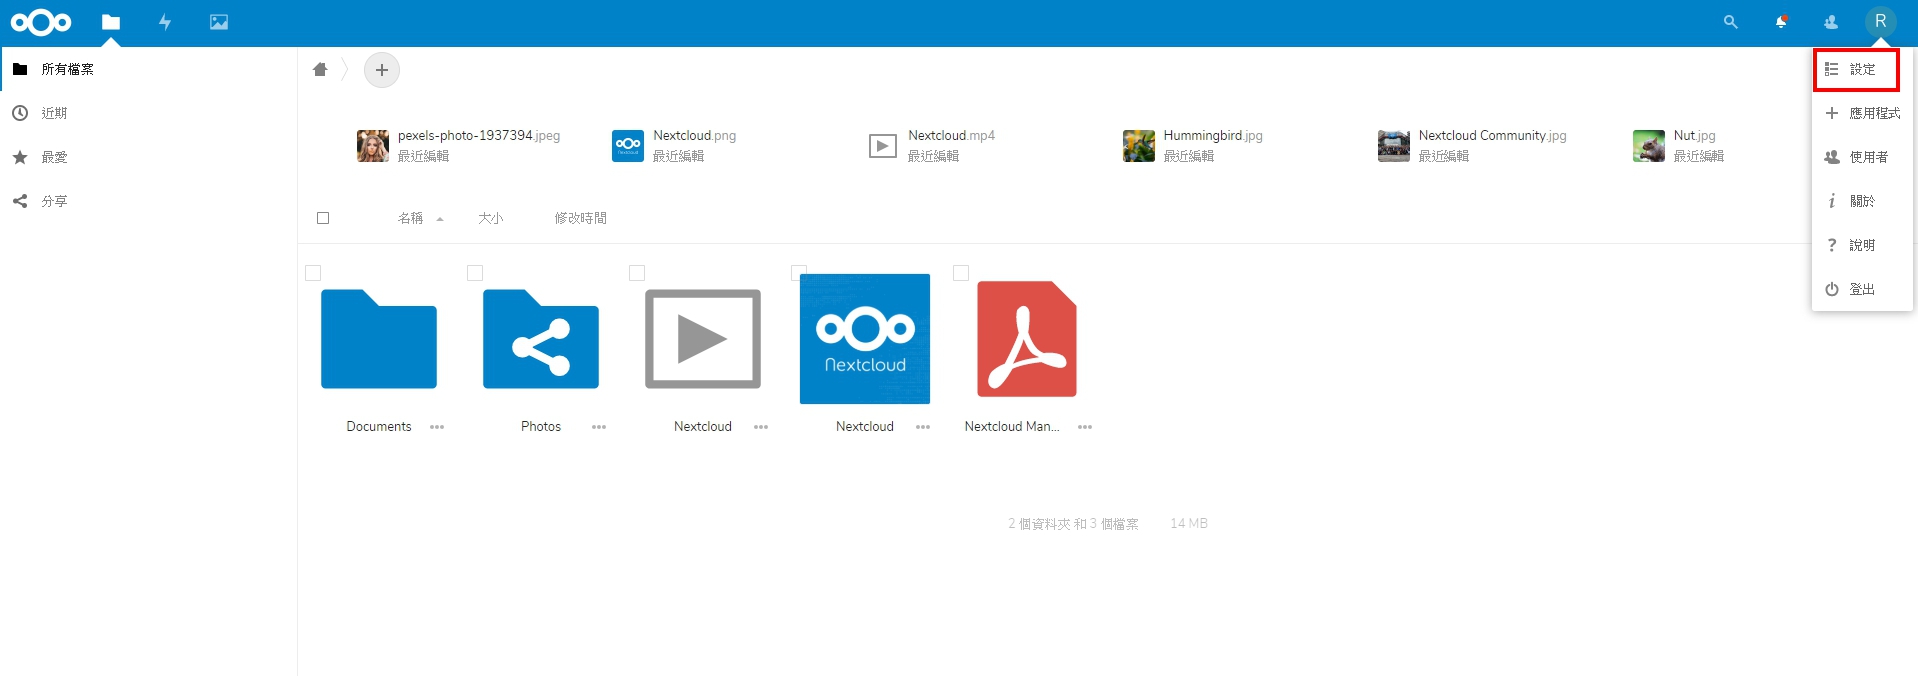 R
所有檔案
近期
最愛
分享
+
pexels-photo-1937394.jpeg
最近編輯
Nextcloud
Nextcloud.png
最近編輯
Nextcloud.mp4
最近編輯
Hummingbird.jpg
最近編輯
Nextcloud Community.jpg
最近編輯
Nut.jpg
最近編輯
設定
應用程式
使用者
關於
說明
登出
名稱 大小 修改時間
Nextcloud
Documents
Photos
Nextcloud
Nextcloud
Nextcloud Man...
2 個資料夾 和 3 個檔案 14 MB